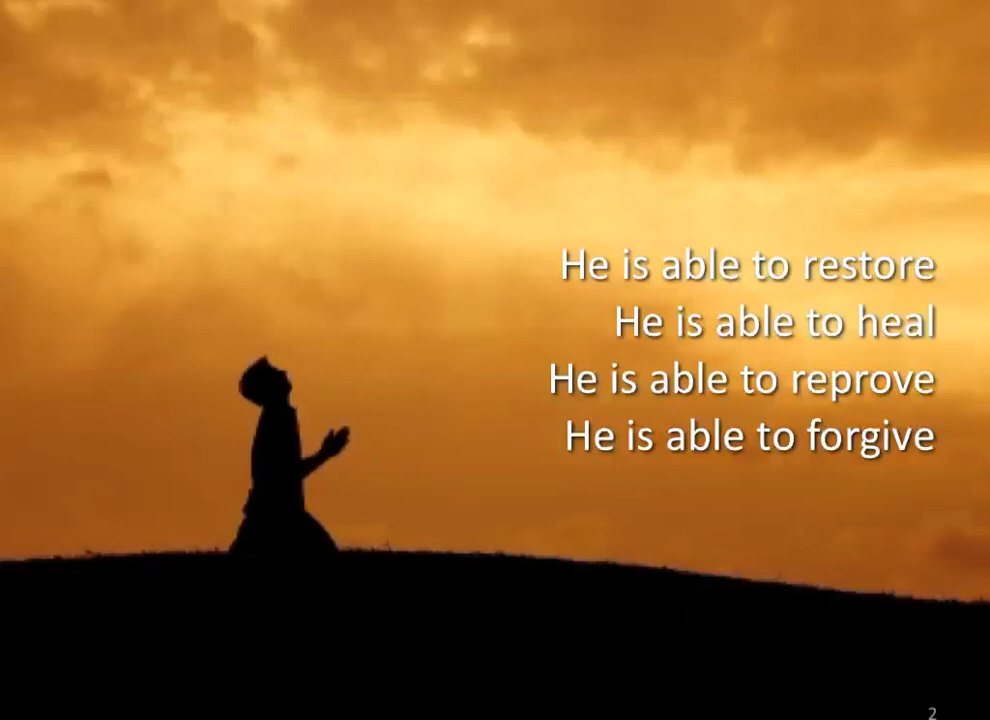 He is able to restore
He is able to heal
He is able to reprove
He is able to forgive
2